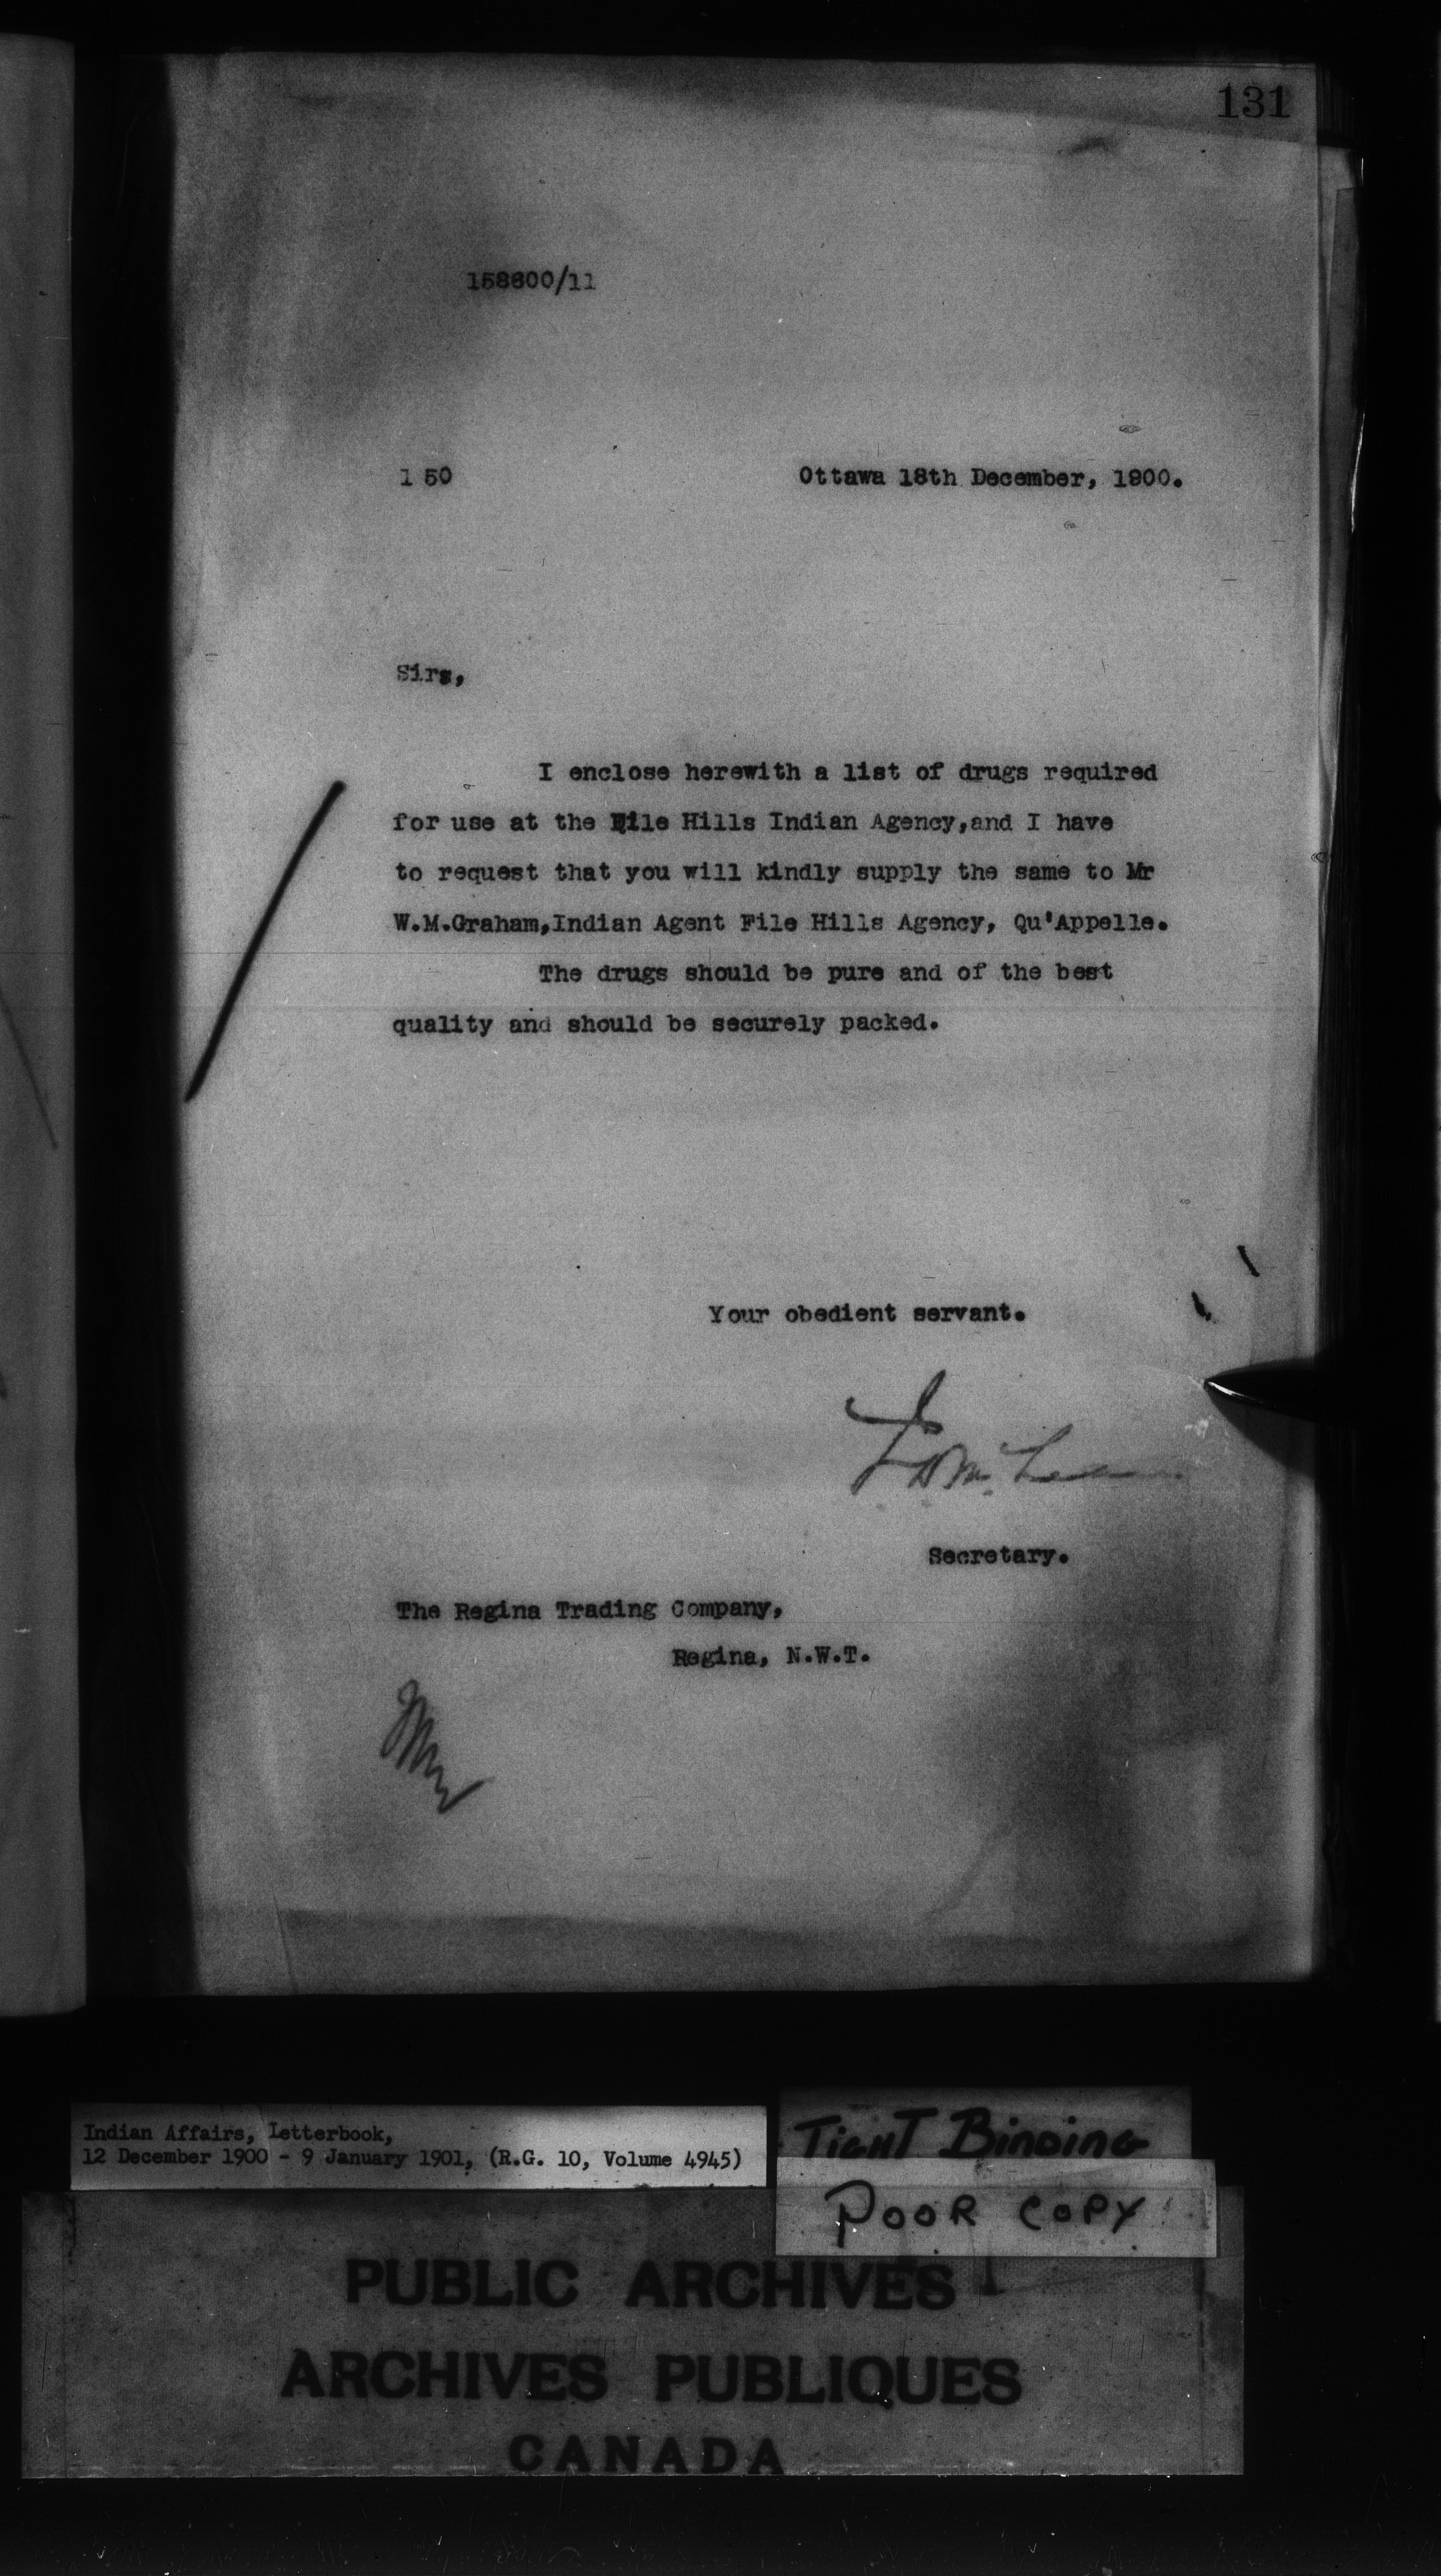 131
158600/11
1 50 Ottawa 18th December, 1900.
Sirs,
I enclose herewith a list of drugs required
for use at the File Hills Indian Agency,and I have
to request that you will kindly supply the same to Mr
W.M.Graham,Indian Agent File Hills Agency, Qu'Appelle.
The drugs should be pure and of the best
quality and should be securely packed.
Your obedient servant.
Secretary.
The Regina Trading Company,
Regina, N.W.T.
Indian Affairs, Letterbook,
12 December 1900 - 9 January 1901, (R.G. 10, Volume 4945)
TIGHT BINDING
POOR COPY
PUBLIC ARCHIVES
ARCHIVES PUBLIQUES
CANADA